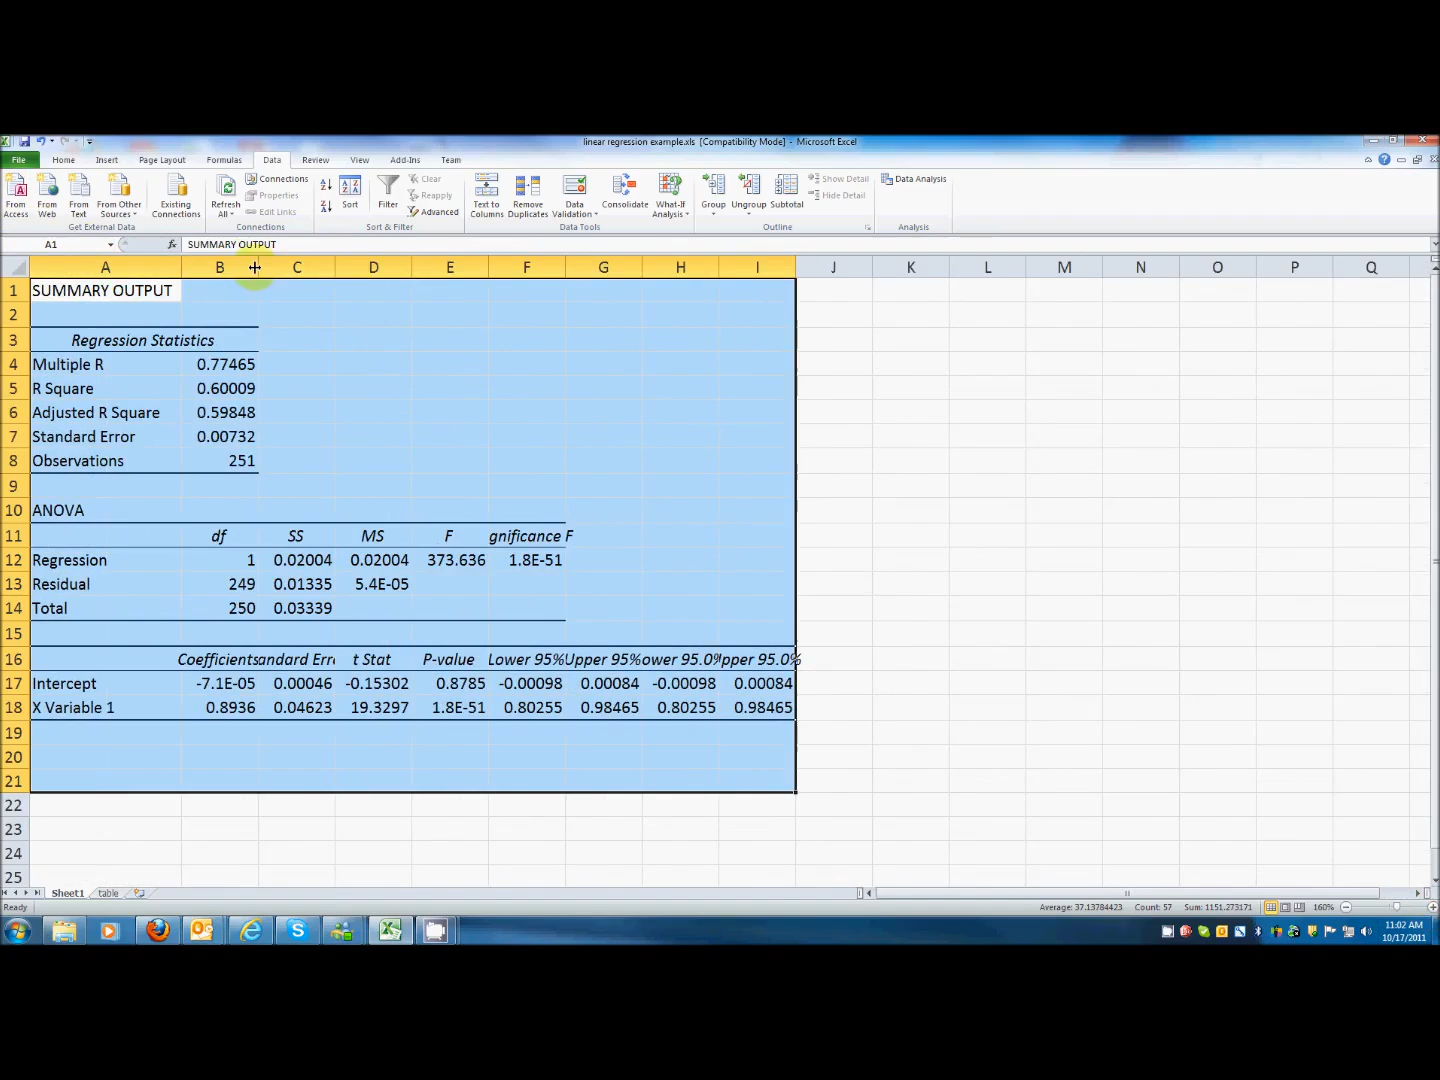 linear regression example.xls [Compatibility Mode] - Microsoft Excel
File Home Insert Page Layout Formulas Data Review View Add-Ins Team
From Access
From Web
From Text
From Other Sources
Existing Connections
Get External Data
Refresh All
Connections
Properties
Edit Links
Connections
Sort
Filter
Clear
Reapply
Advanced
Sort & Filter
Text to Columns
Remove Duplicates
Data Validation
Consolidate
What-If Analysis
Data Tools
Group
Ungroup
Subtotal
Show Detail
Hide Detail
Outline
Data Analysis
Analysis
A1 fx SUMMARY OUTPUT
A B C D E F G H I J K L M N O P Q
1 SUMMARY OUTPUT
2
3 Regression Statistics
4 Multiple R 0.77465
5 R Square 0.60009
6 Adjusted R Square 0.59848
7 Standard Error 0.00732
8 Observations 251
9
10 ANOVA
11 df SS MS F gnificance F
12 Regression 1 0.02004 0.02004 373.636 1.8E-51
13 Residual 249 0.01335 5.4E-05
14 Total 250 0.03339
15
16 Coefficients andard Erro t Stat P-value Lower 95% Upper 95% ower 95.0% pper 95.0%
17 Intercept -7.1E-05 0.00046 -0.15302 0.8785 -0.00098 0.00084 -0.00098 0.00084
18 X Variable 1 0.8936 0.04623 19.3297 1.8E-51 0.80255 0.98465 0.80255 0.98465
19
20
21
22
23
24
25
Sheet1 table
Ready Average: 37.13784423 Count: 57 Sum: 1151.273171 160%
11:02 AM
10/17/2011